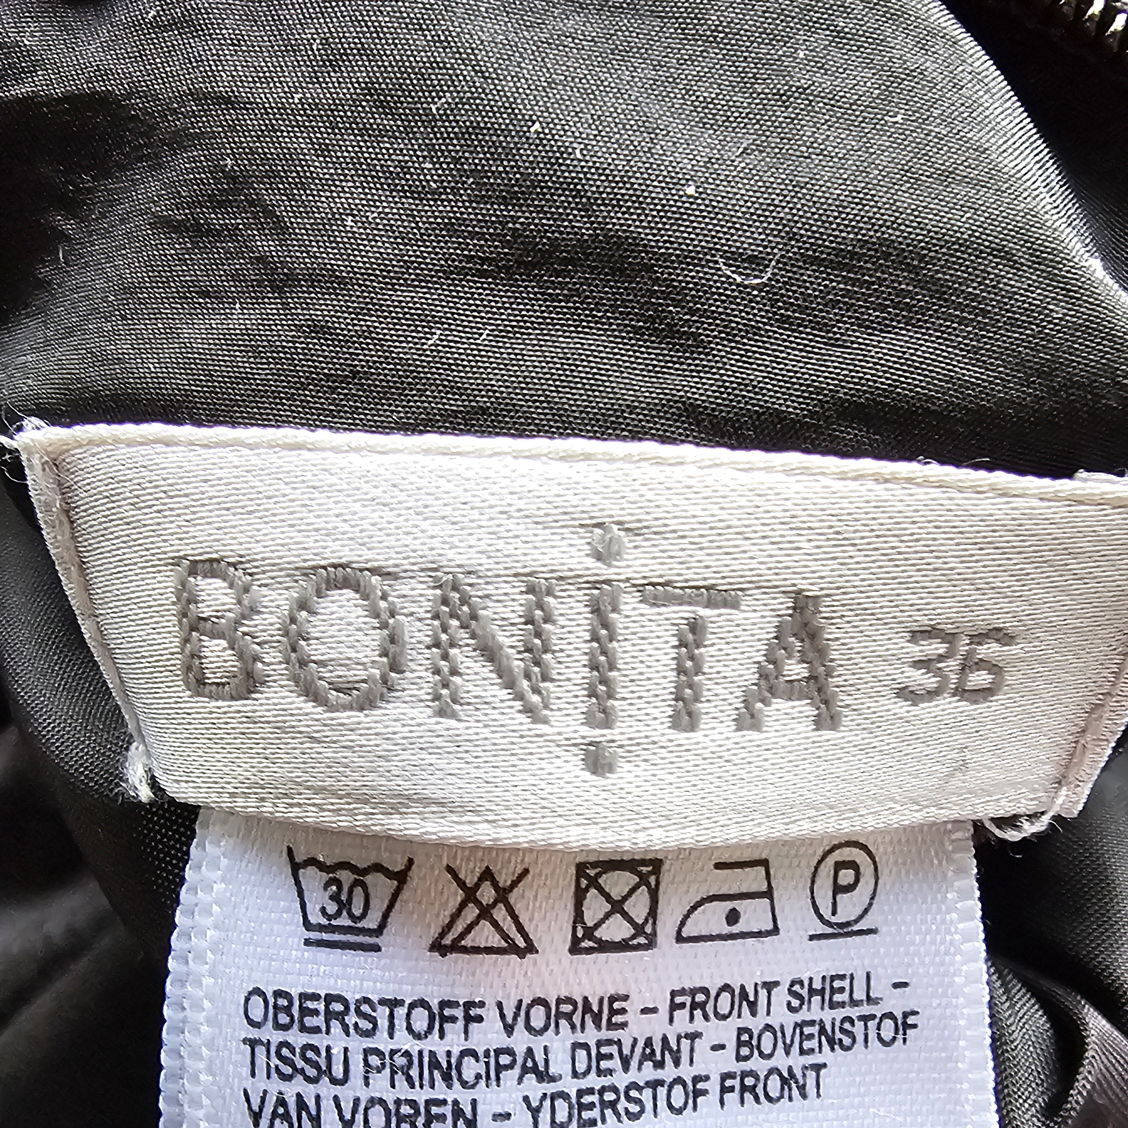 BONITA 36
30 P
OBERSTOFF VORNE - FRONT SHELL -
TISSU PRINCIPAL DEVANT - BOVENSTOF
VAN VOREN - YDERSTOF FRONT